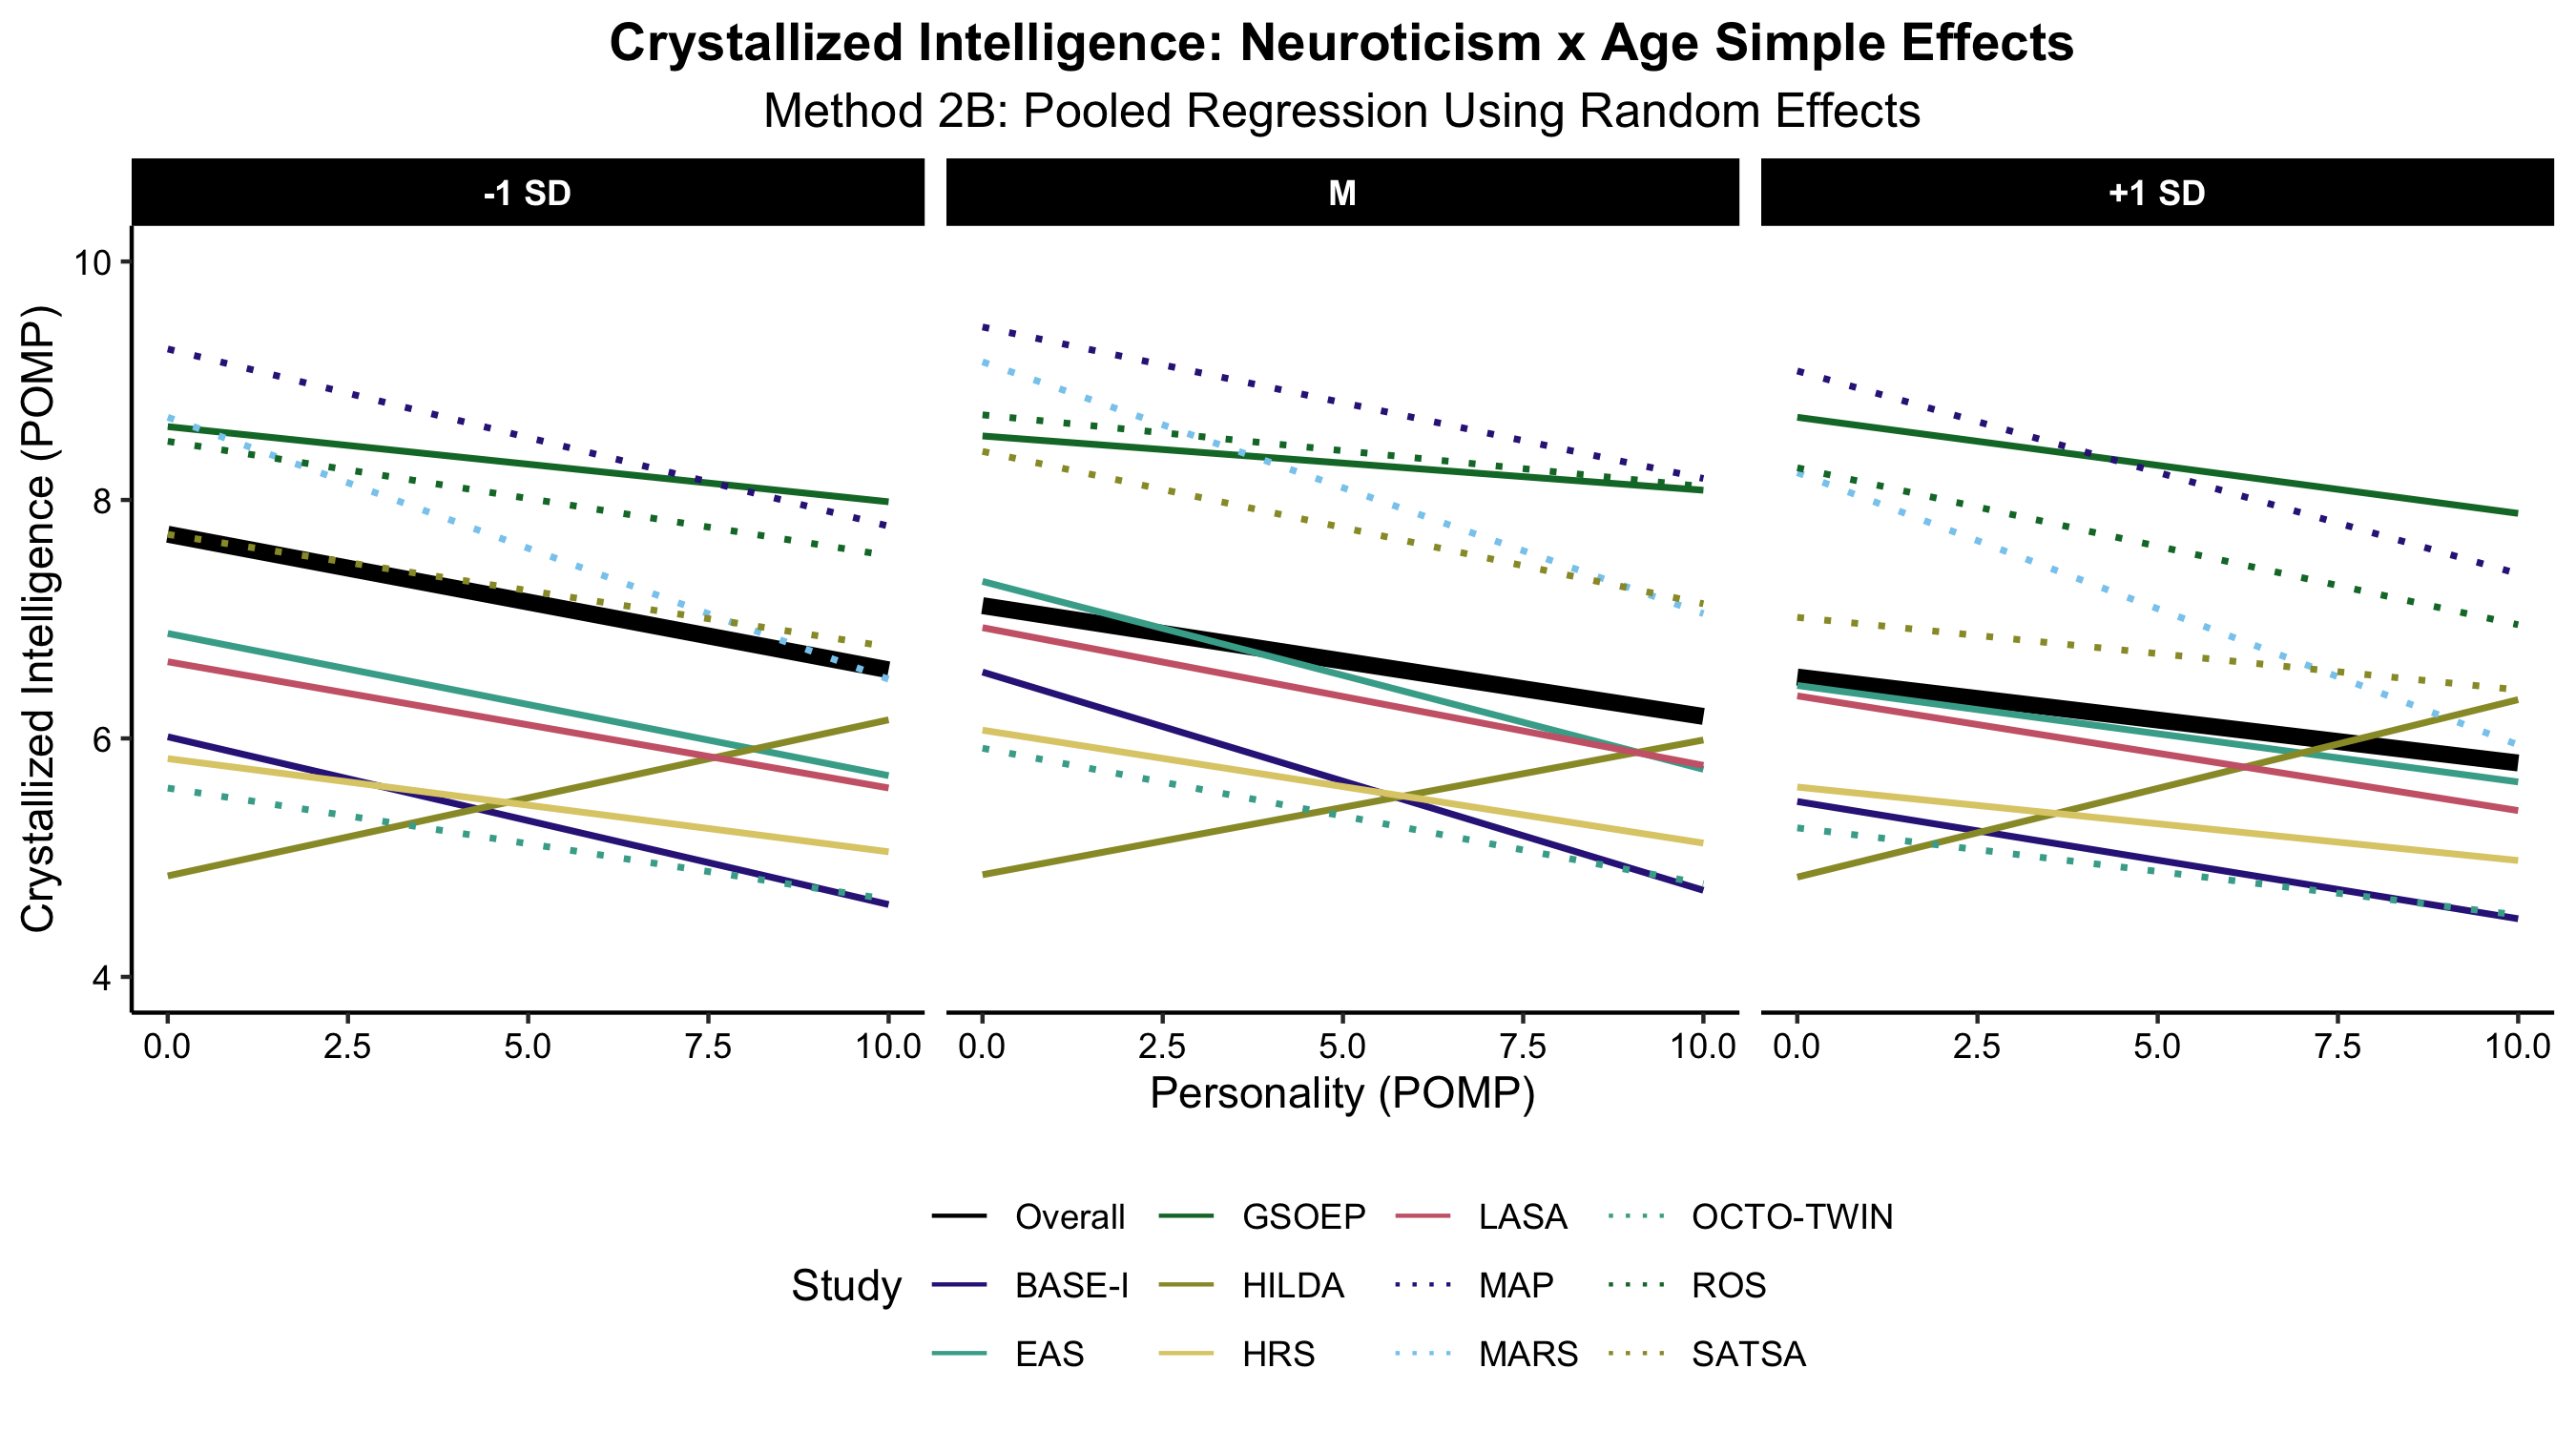 Crystallized Intelligence: Neuroticism x Age Simple Effects
Method 2B: Pooled Regression Using Random Effects
-1 SD M +1 SD
Crystallized Intelligence (POMP)
10
8
6
4
0.0 2.5 5.0 7.5 10.0 0.0 2.5 5.0 7.5 10.0 0.0 2.5 5.0 7.5 10.0
Personality (POMP)
Study
Overall GSOEP LASA OCTO-TWIN
BASE-I HILDA MAP ROS
EAS HRS MARS SATSA